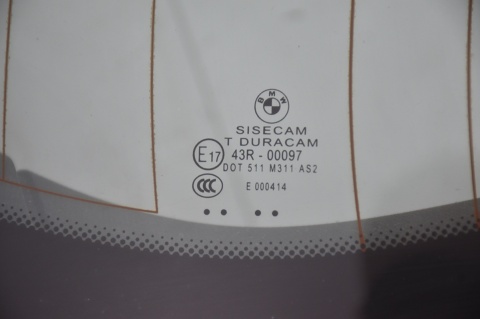 BMW
SISECAM
T DURACAM
E17 43R - 00097
DOT 511 M311 AS2
CCC E 000414